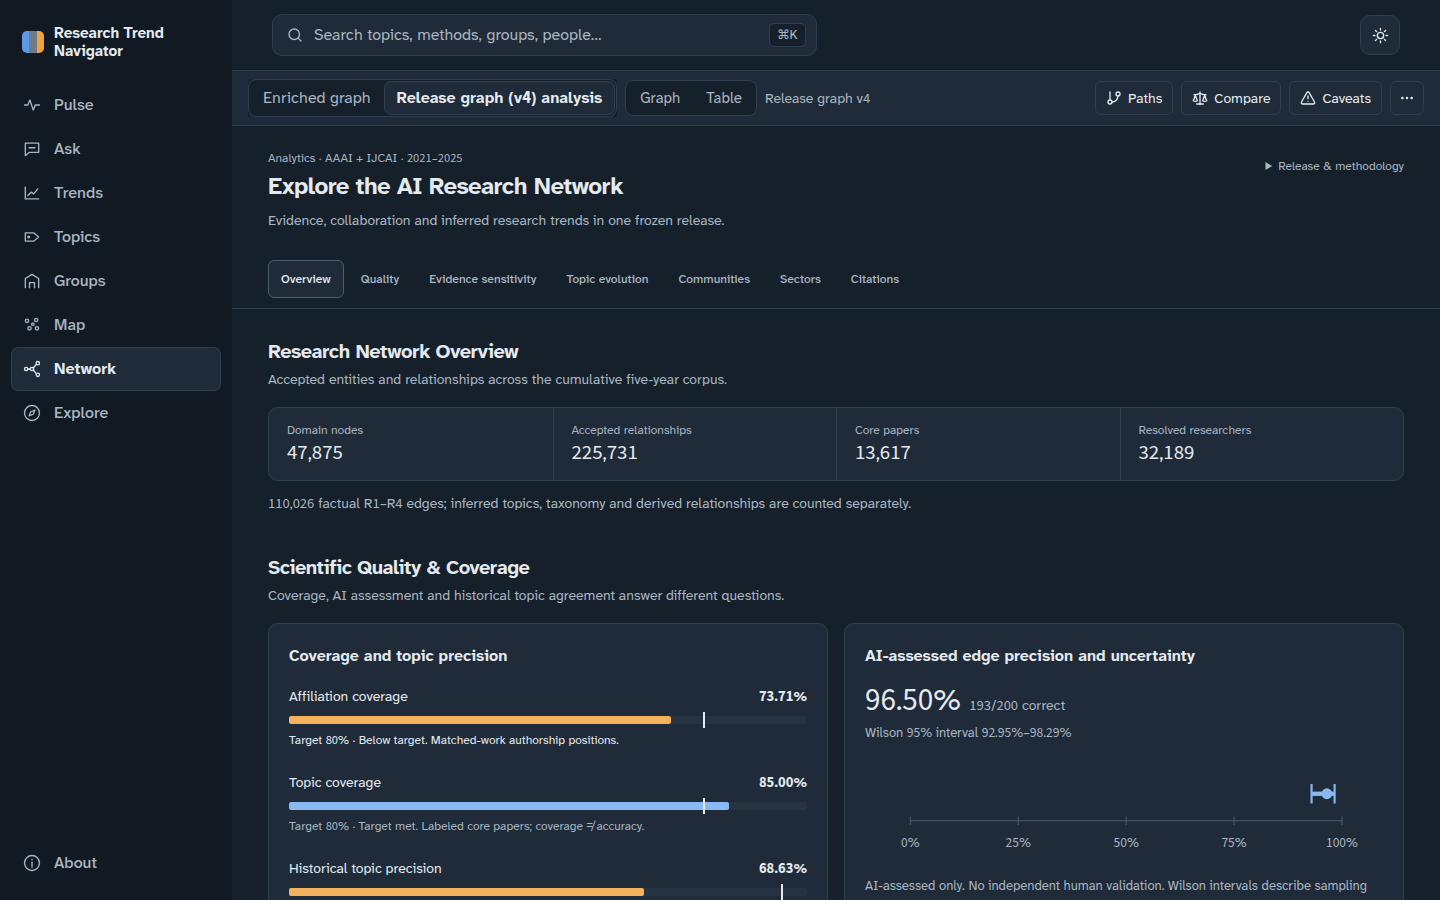 Research Trend
Navigator
Search topics, methods, groups, people...
⌘K
Pulse
Ask
Trends
Topics
Groups
Map
Network
Explore
About
Enriched graph
Release graph (v4) analysis
Graph
Table
Release graph v4
Paths
Compare
Caveats
Analytics · AAAI + IJCAI · 2021–2025
Explore the AI Research Network
Evidence, collaboration and inferred research trends in one frozen release.
Release & methodology
Overview
Quality
Evidence sensitivity
Topic evolution
Communities
Sectors
Citations
Research Network Overview
Accepted entities and relationships across the cumulative five-year corpus.
Domain nodes
47,875
Accepted relationships
225,731
Core papers
13,617
Resolved researchers
32,189
110,026 factual R1–R4 edges; inferred topics, taxonomy and derived relationships are counted separately.
Scientific Quality & Coverage
Coverage, AI assessment and historical topic agreement answer different questions.
Coverage and topic precision
Affiliation coverage 73.71%
Target 80% · Below target. Matched-work authorship positions.
Topic coverage 85.00%
Target 80% · Target met. Labeled core papers; coverage ≠ accuracy.
Historical topic precision 68.63%
AI-assessed edge precision and uncertainty
96.50% 193/200 correct
Wilson 95% interval 92.95%–98.29%
0% 25% 50% 75% 100%
AI-assessed only. No independent human validation. Wilson intervals describe sampling